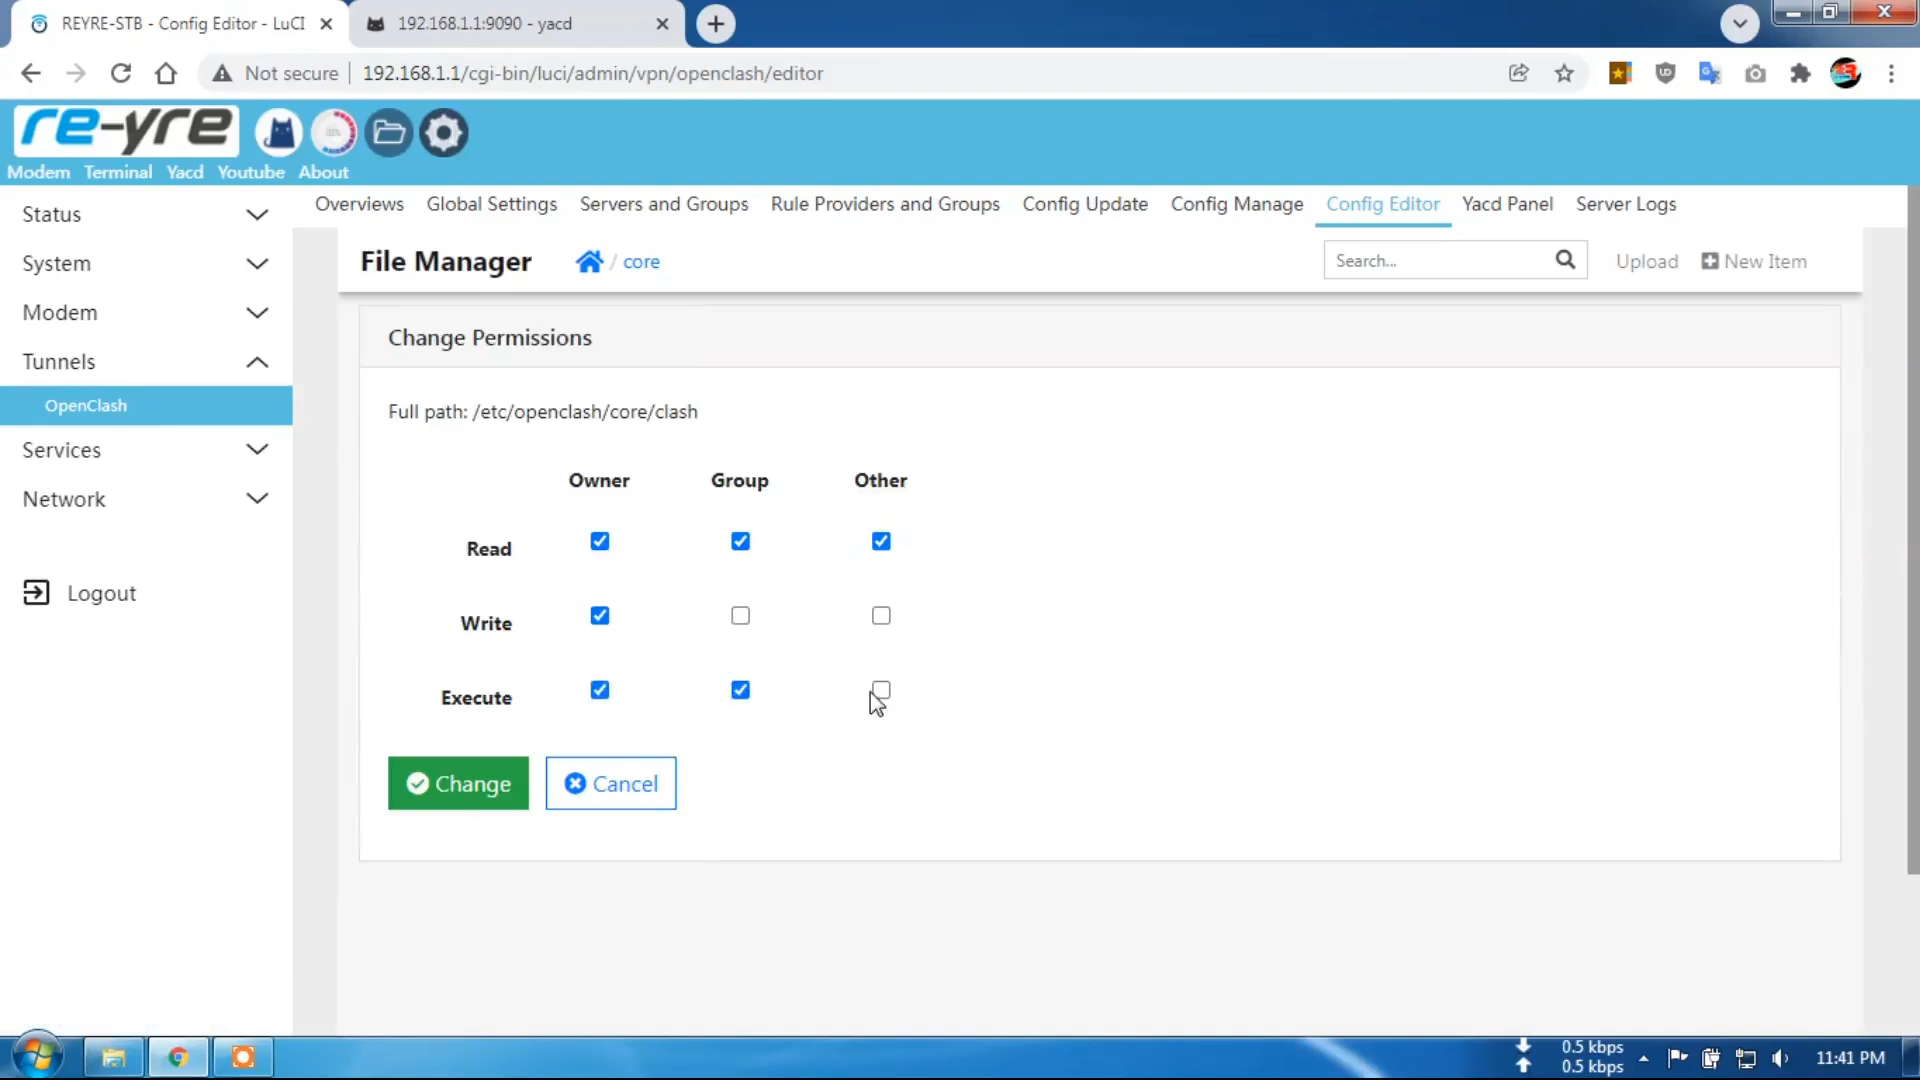 REYRE-STB - Config Editor - LuCI
192.168.1.1:9090 - yacd
Not secure
192.168.1.1/cgi-bin/luci/admin/vpn/openclash/editor
re-yre
Modem Terminal Yacd Youtube About
Status
System
Modem
Tunnels
OpenClash
Services
Network
Logout
Overviews Global Settings Servers and Groups Rule Providers and Groups Config Update Config Manage Config Editor Yacd Panel Server Logs
File Manager / core
Search...
Upload
New Item
Change Permissions
Full path: /etc/openclash/core/clash
Owner Group Other
Read
Write
Execute
Change
Cancel
0.5 kbps
0.5 kbps
11:41 PM